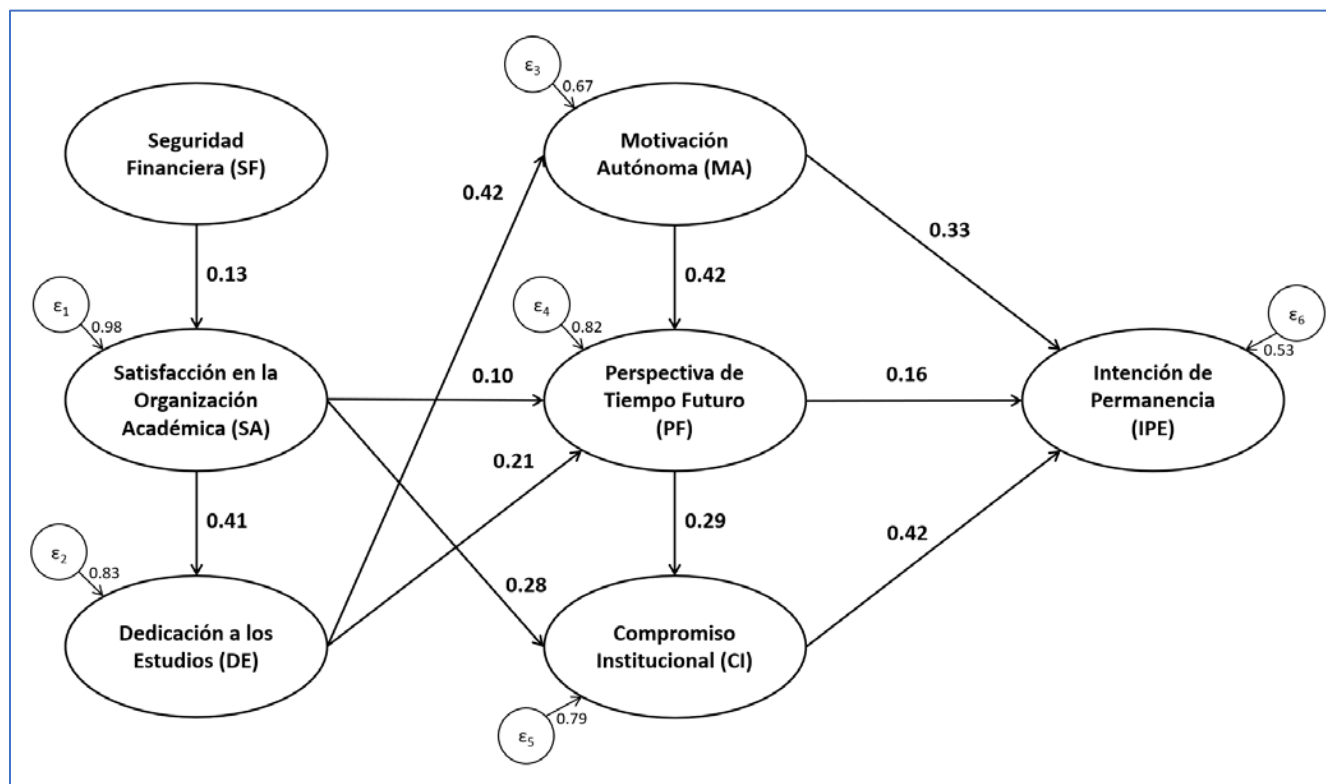 ε3
0.67
Seguridad
Financiera (SF)
Motivación
Autónoma (MA)
0.42
0.33
0.13
0.42
ε1
0.98
ε4
0.82
ε6
0.53
Satisfacción en la
Organización
Académica (SA)
0.10
Perspectiva de
Tiempo Futuro
(PF)
0.16
Intención de
Permanencia
(IPE)
0.21
0.41
0.29
0.42
ε2
0.83
0.28
Dedicación a los
Estudios (DE)
Compromiso
Institucional (CI)
ε5
0.79